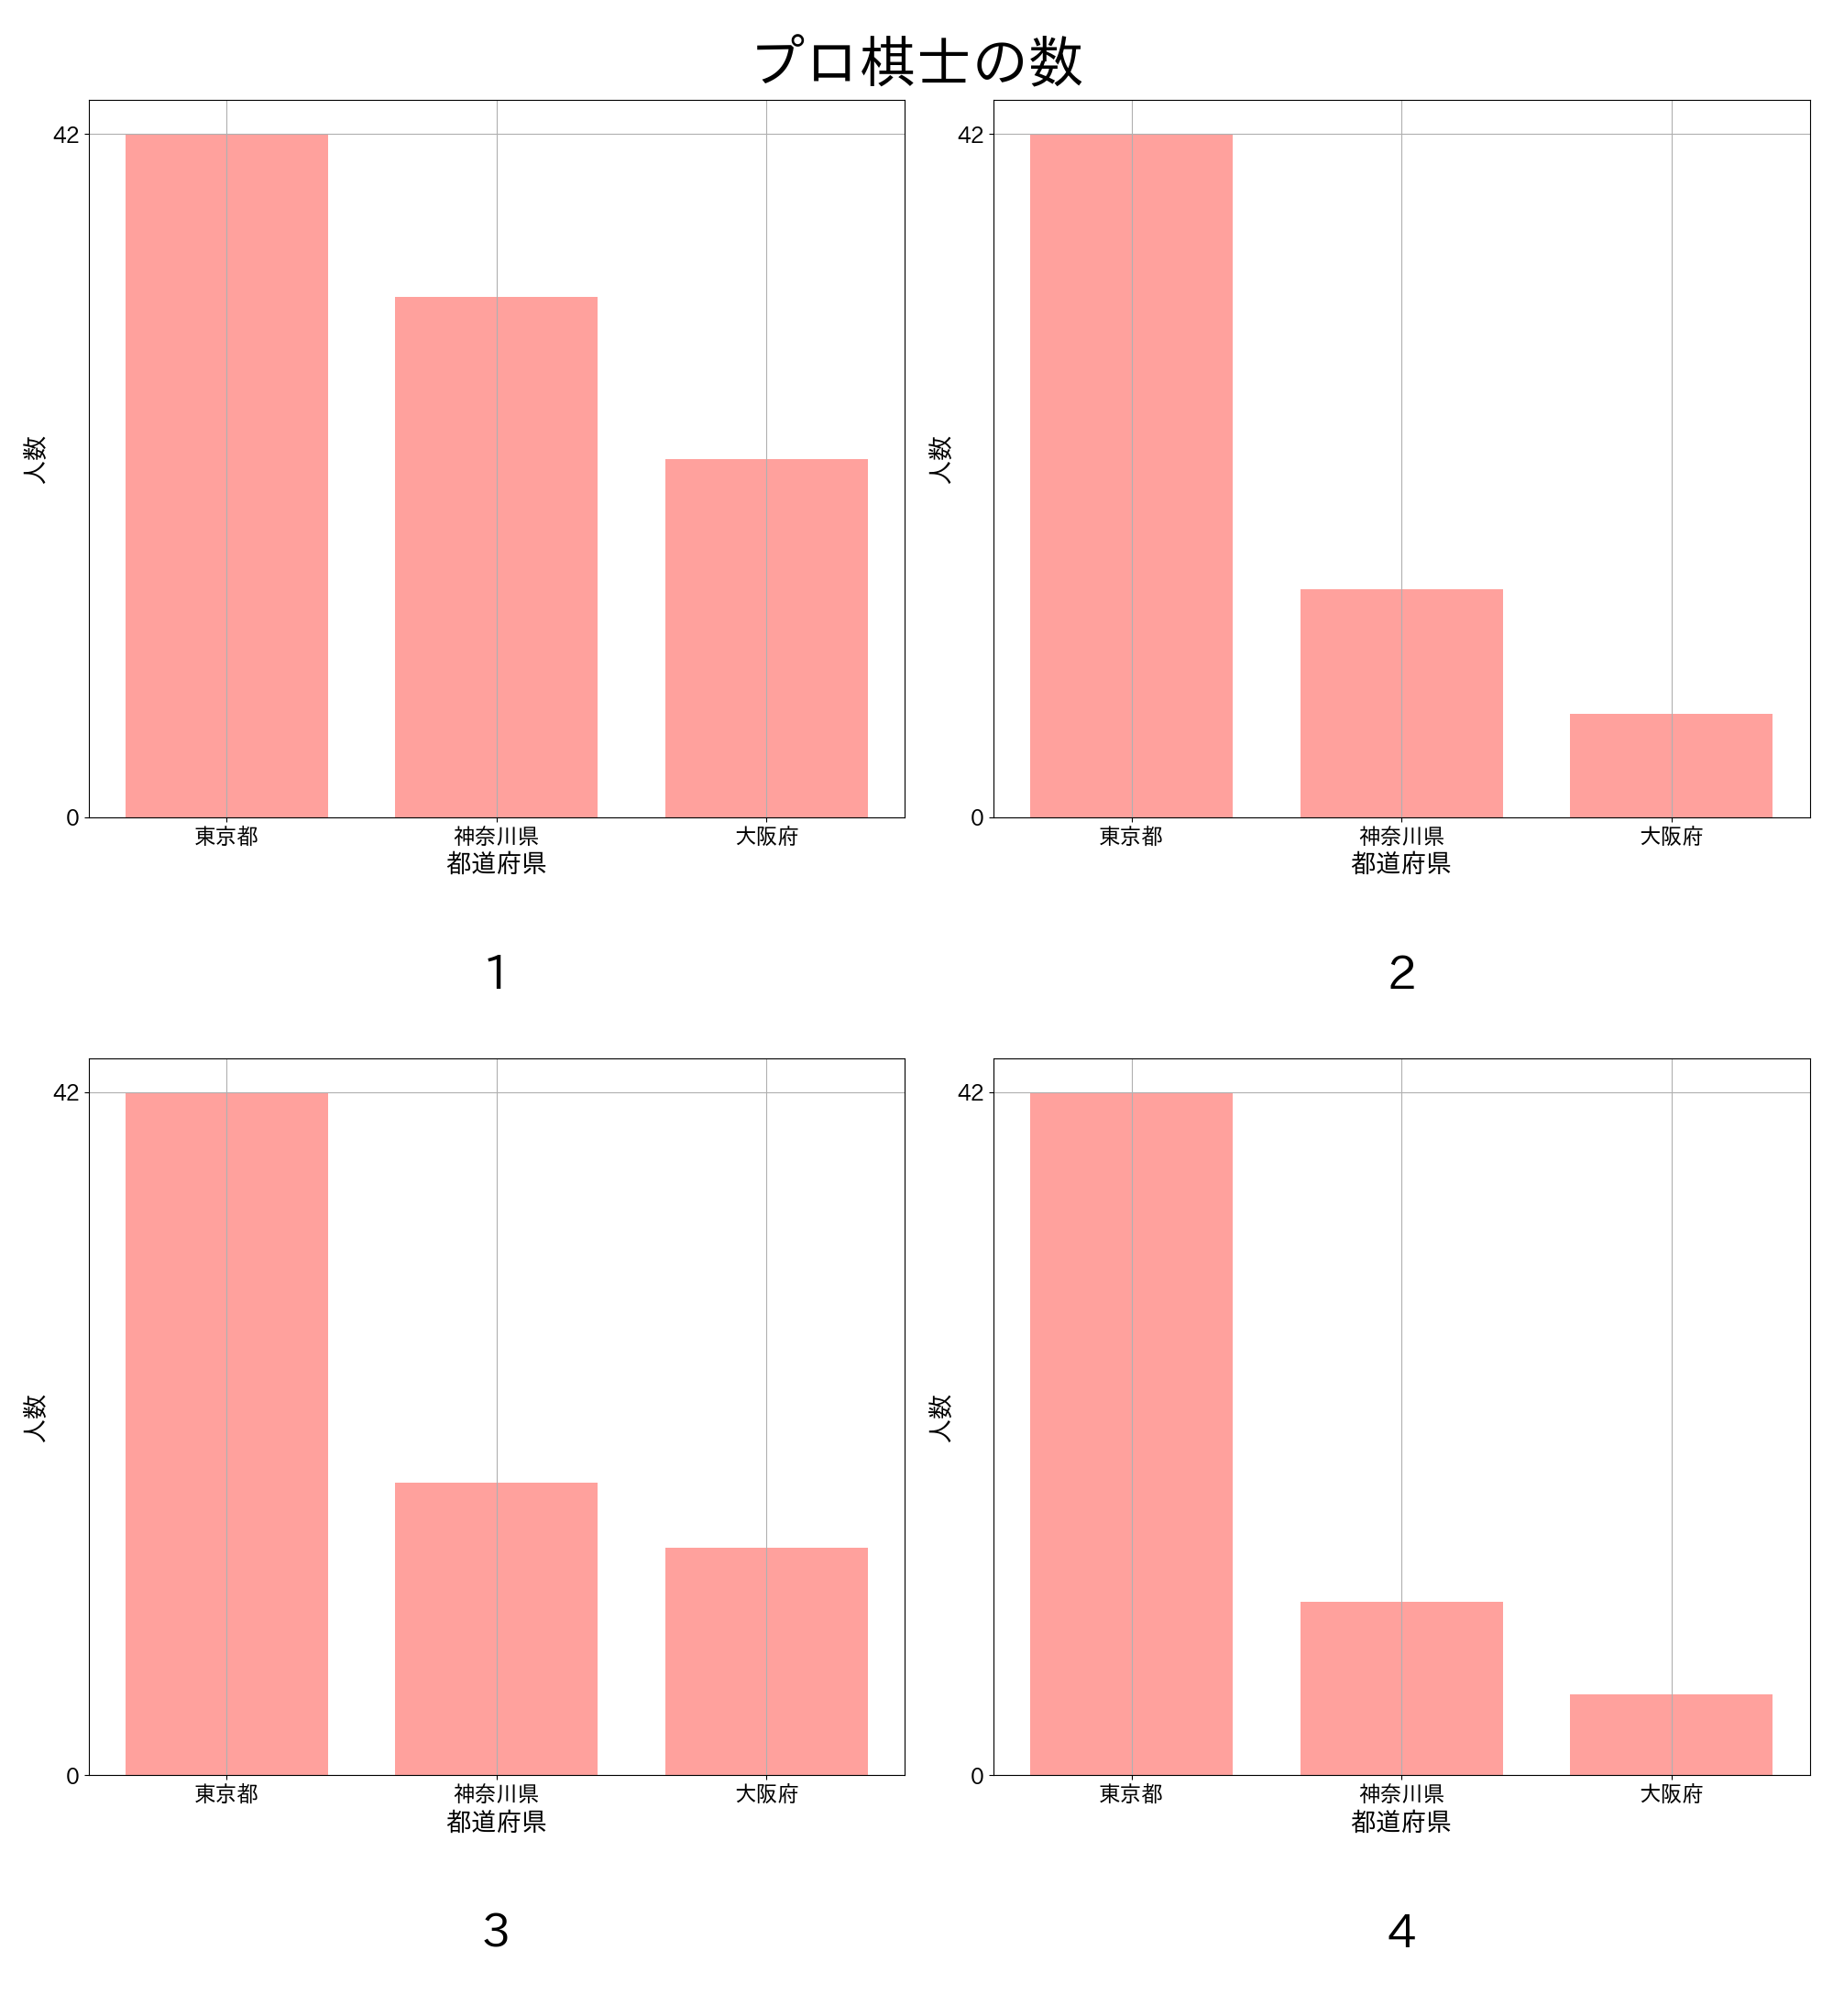 プロ棋士の数
42
人数
0
東京都 神奈川県 大阪府
都道府県
1
42
人数
0
東京都 神奈川県 大阪府
都道府県
2
42
人数
0
東京都 神奈川県 大阪府
都道府県
3
42
人数
0
東京都 神奈川県 大阪府
都道府県
4